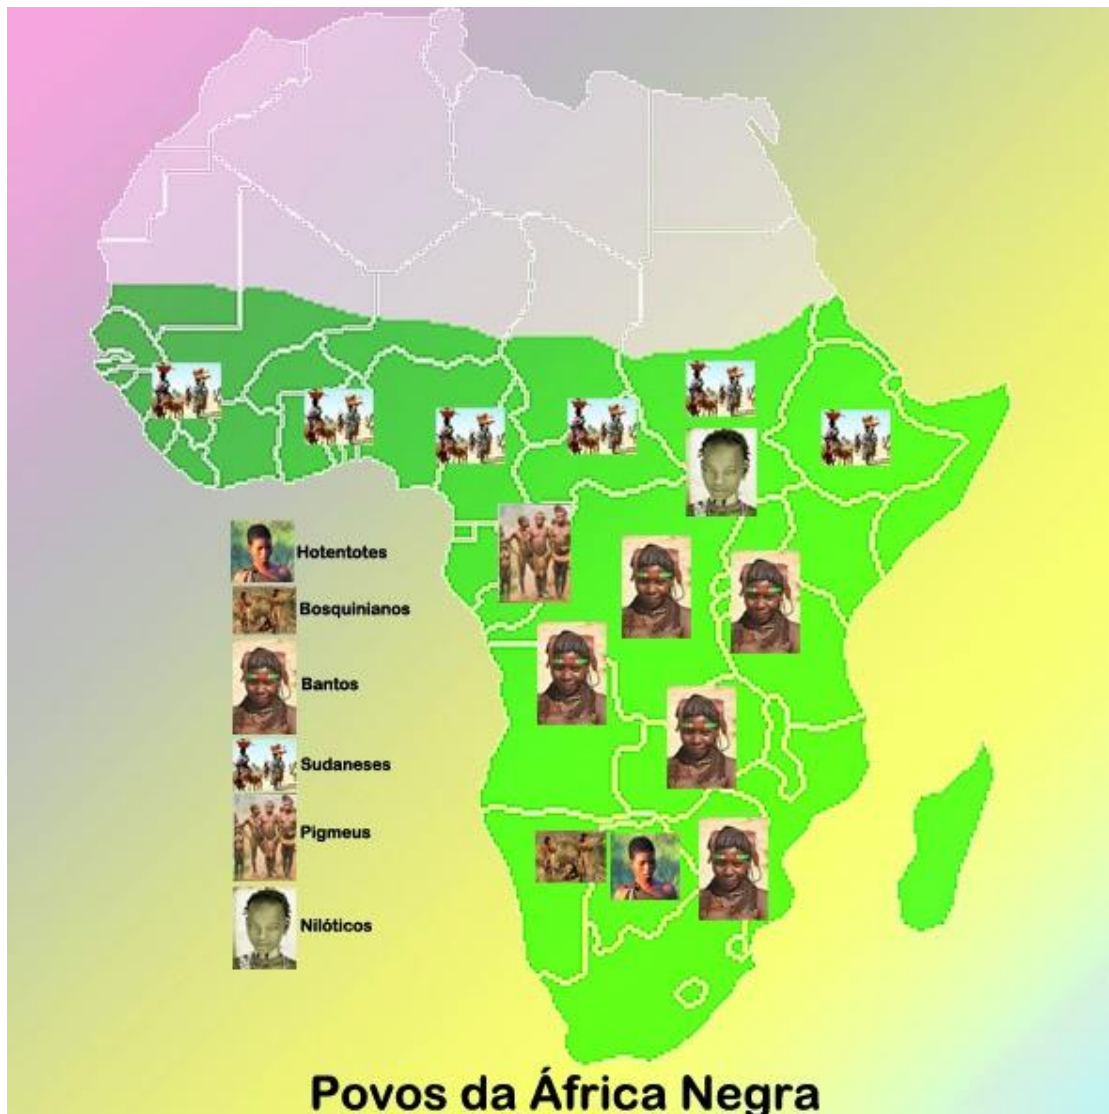 Hotentotes
Bosquinianos
Bantos
Sudaneses
Pigmeus
Nilóticos
Povos da África Negra